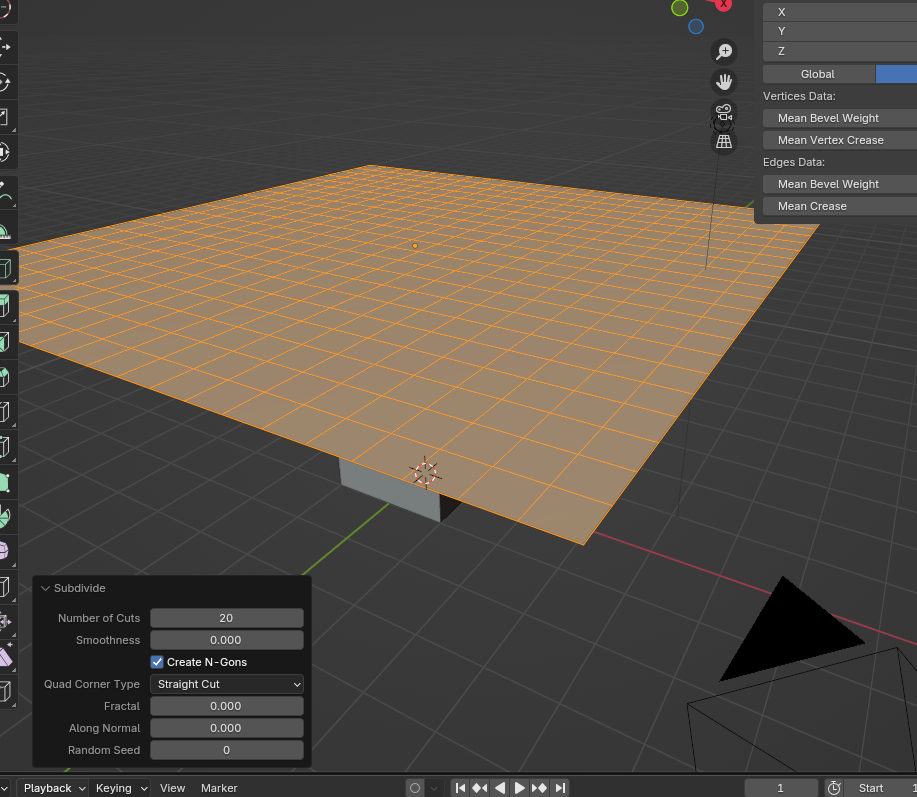 X
X
Y
Z
Global
Vertices Data:
Mean Bevel Weight
Mean Vertex Crease
Edges Data:
Mean Bevel Weight
Mean Crease
Subdivide
Number of Cuts 20
Smoothness 0.000
Create N-Gons
Quad Corner Type Straight Cut
Fractal 0.000
Along Normal 0.000
Random Seed 0
Playback Keying View Marker 1 Start